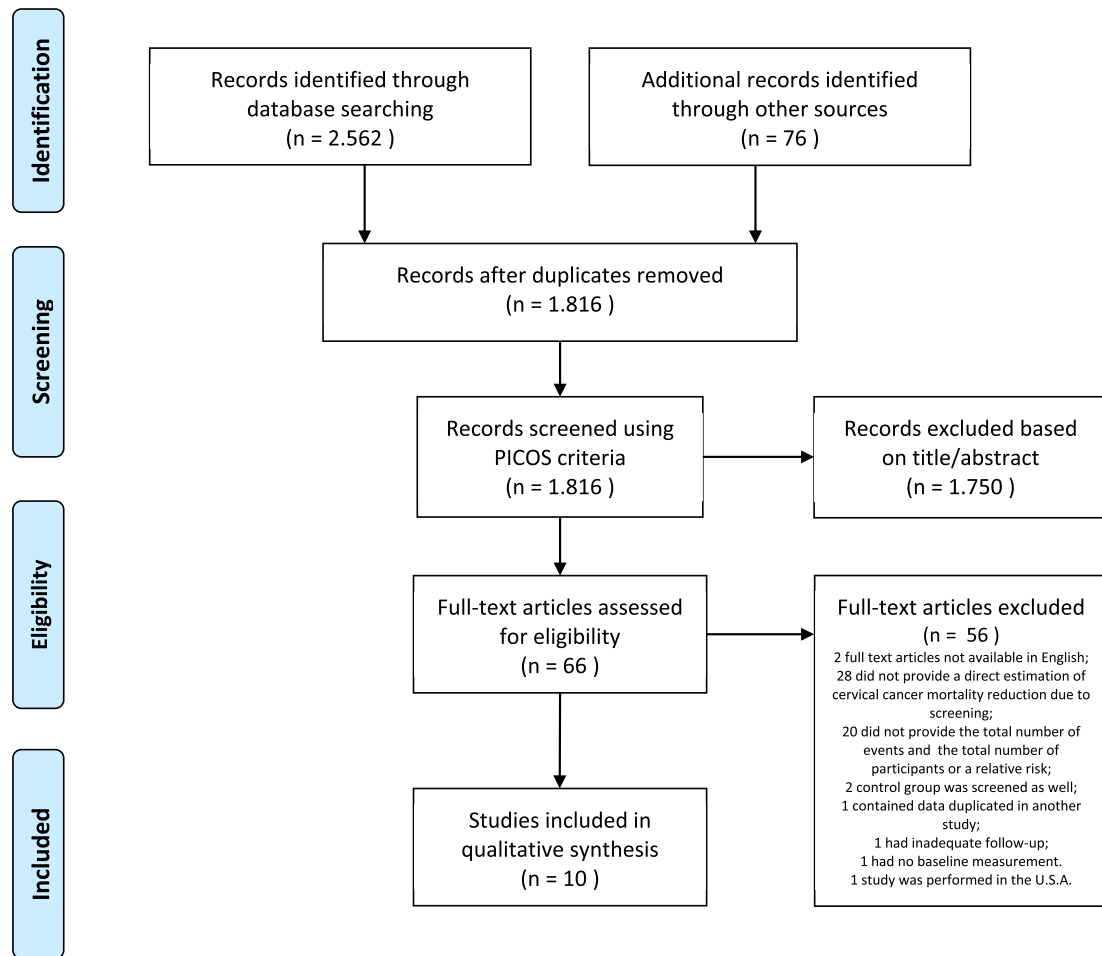 Identification
Records identified through
database searching
(n = 2.562 )
Additional records identified
through other sources
(n = 76 )
Screening
Records after duplicates removed
(n = 1.816 )
Records screened using
PICOS criteria
(n = 1.816 )
Records excluded based
on title/abstract
(n = 1.750 )
Eligibility
Full-text articles assessed
for eligibility
(n = 66 )
Full-text articles excluded
(n = 56 )
2 full text articles not available in English;
28 did not provide a direct estimation of
cervical cancer mortality reduction due to
screening;
20 did not provide the total number of
events and the total number of
participants or a relative risk;
2 control group was screened as well;
1 contained data duplicated in another
study;
1 had inadequate follow-up;
1 had no baseline measurement.
1 study was performed in the U.S.A.
Included
Studies included in
qualitative synthesis
(n = 10 )